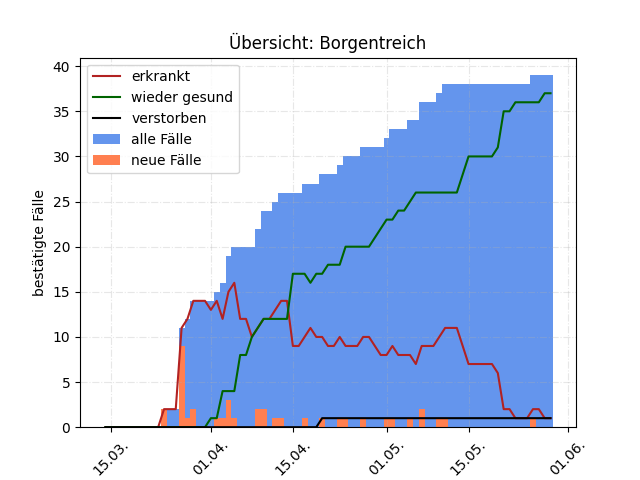 Übersicht: Borgentreich
erkrankt
wieder gesund
verstorben
alle Fälle
neue Fälle
bestätigte Fälle
40
35
30
25
20
15
10
5
0
15.03.
01.04.
15.04.
01.05.
15.05.
01.06.